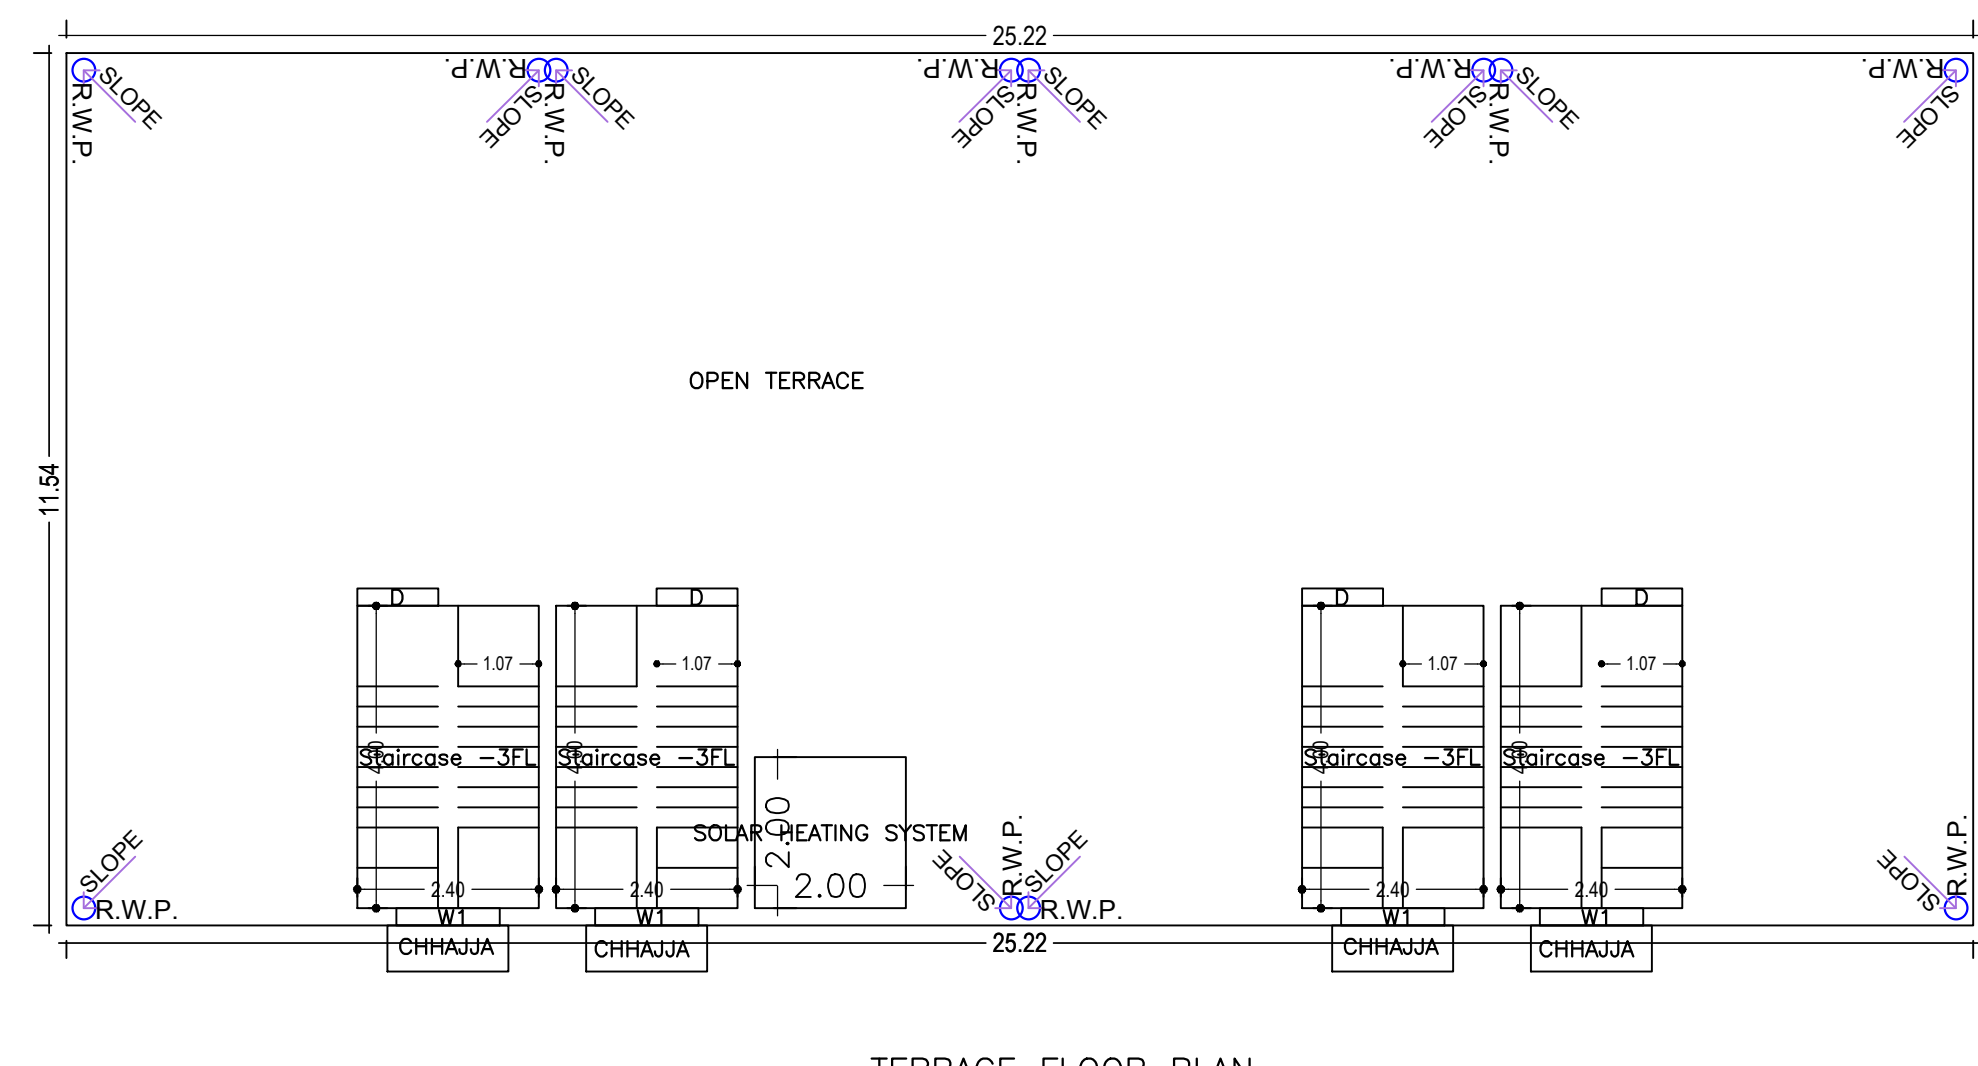 25.22
R.W.P. R.W.P. R.W.P. R.W.P.
SLOPE SLOPE SLOPE SLOPE SLOPE SLOPE SLOPE SLOPE
R.W.P. R.W.P. R.W.P. R.W.P.
OPEN TERRACE
11.54
D D D D
1.07 1.07 1.07 1.07
Staircase -3FL Staircase -3FL Staircase -3FL Staircase -3FL
2.00
SOLAR HEATING SYSTEM
2.00
SLOPE SLOPE SLOPE SLOPE
R.W.P. R.W.P.
2.40 2.40 2.40 2.40
R.W.P. R.W.P.
W1 W1 W1 W1
CHHAJJA CHHAJJA 25.22 CHHAJJA CHHAJJA
TERRACE FLOOR PLAN